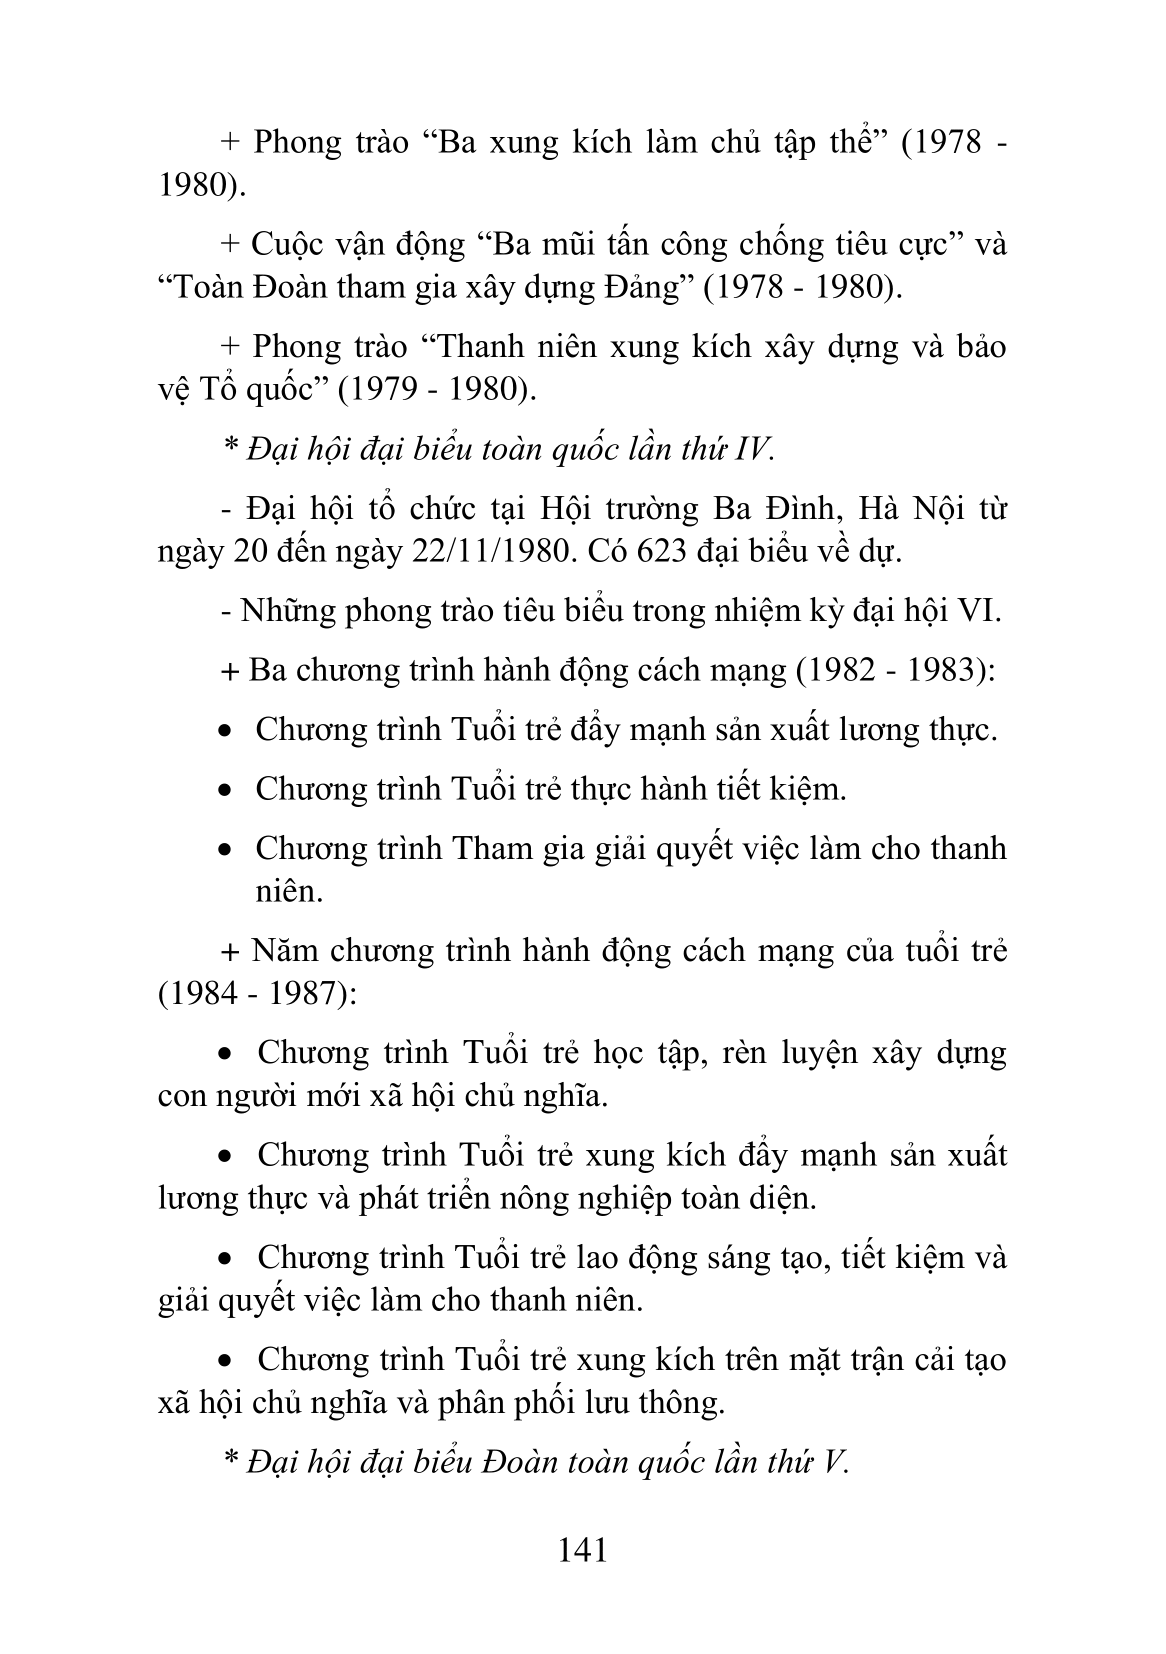 + Phong trào “Ba xung kích làm chủ tập thể” (1978 -
1980).
+ Cuộc vận động “Ba mũi tấn công chống tiêu cực” và
“Toàn Đoàn tham gia xây dựng Đảng” (1978 - 1980).
+ Phong trào “Thanh niên xung kích xây dựng và bảo
vệ Tổ quốc” (1979 - 1980).
* Đại hội đại biểu toàn quốc lần thứ IV.
- Đại hội tổ chức tại Hội trường Ba Đình, Hà Nội từ
ngày 20 đến ngày 22/11/1980. Có 623 đại biểu về dự.
- Những phong trào tiêu biểu trong nhiệm kỳ đại hội VI.
+ Ba chương trình hành động cách mạng (1982 - 1983):
• Chương trình Tuổi trẻ đẩy mạnh sản xuất lương thực.
• Chương trình Tuổi trẻ thực hành tiết kiệm.
• Chương trình Tham gia giải quyết việc làm cho thanh
niên.
+ Năm chương trình hành động cách mạng của tuổi trẻ
(1984 - 1987):
• Chương trình Tuổi trẻ học tập, rèn luyện xây dựng
con người mới xã hội chủ nghĩa.
• Chương trình Tuổi trẻ xung kích đẩy mạnh sản xuất
lương thực và phát triển nông nghiệp toàn diện.
• Chương trình Tuổi trẻ lao động sáng tạo, tiết kiệm và
giải quyết việc làm cho thanh niên.
• Chương trình Tuổi trẻ xung kích trên mặt trận cải tạo
xã hội chủ nghĩa và phân phối lưu thông.
* Đại hội đại biểu Đoàn toàn quốc lần thứ V.
141